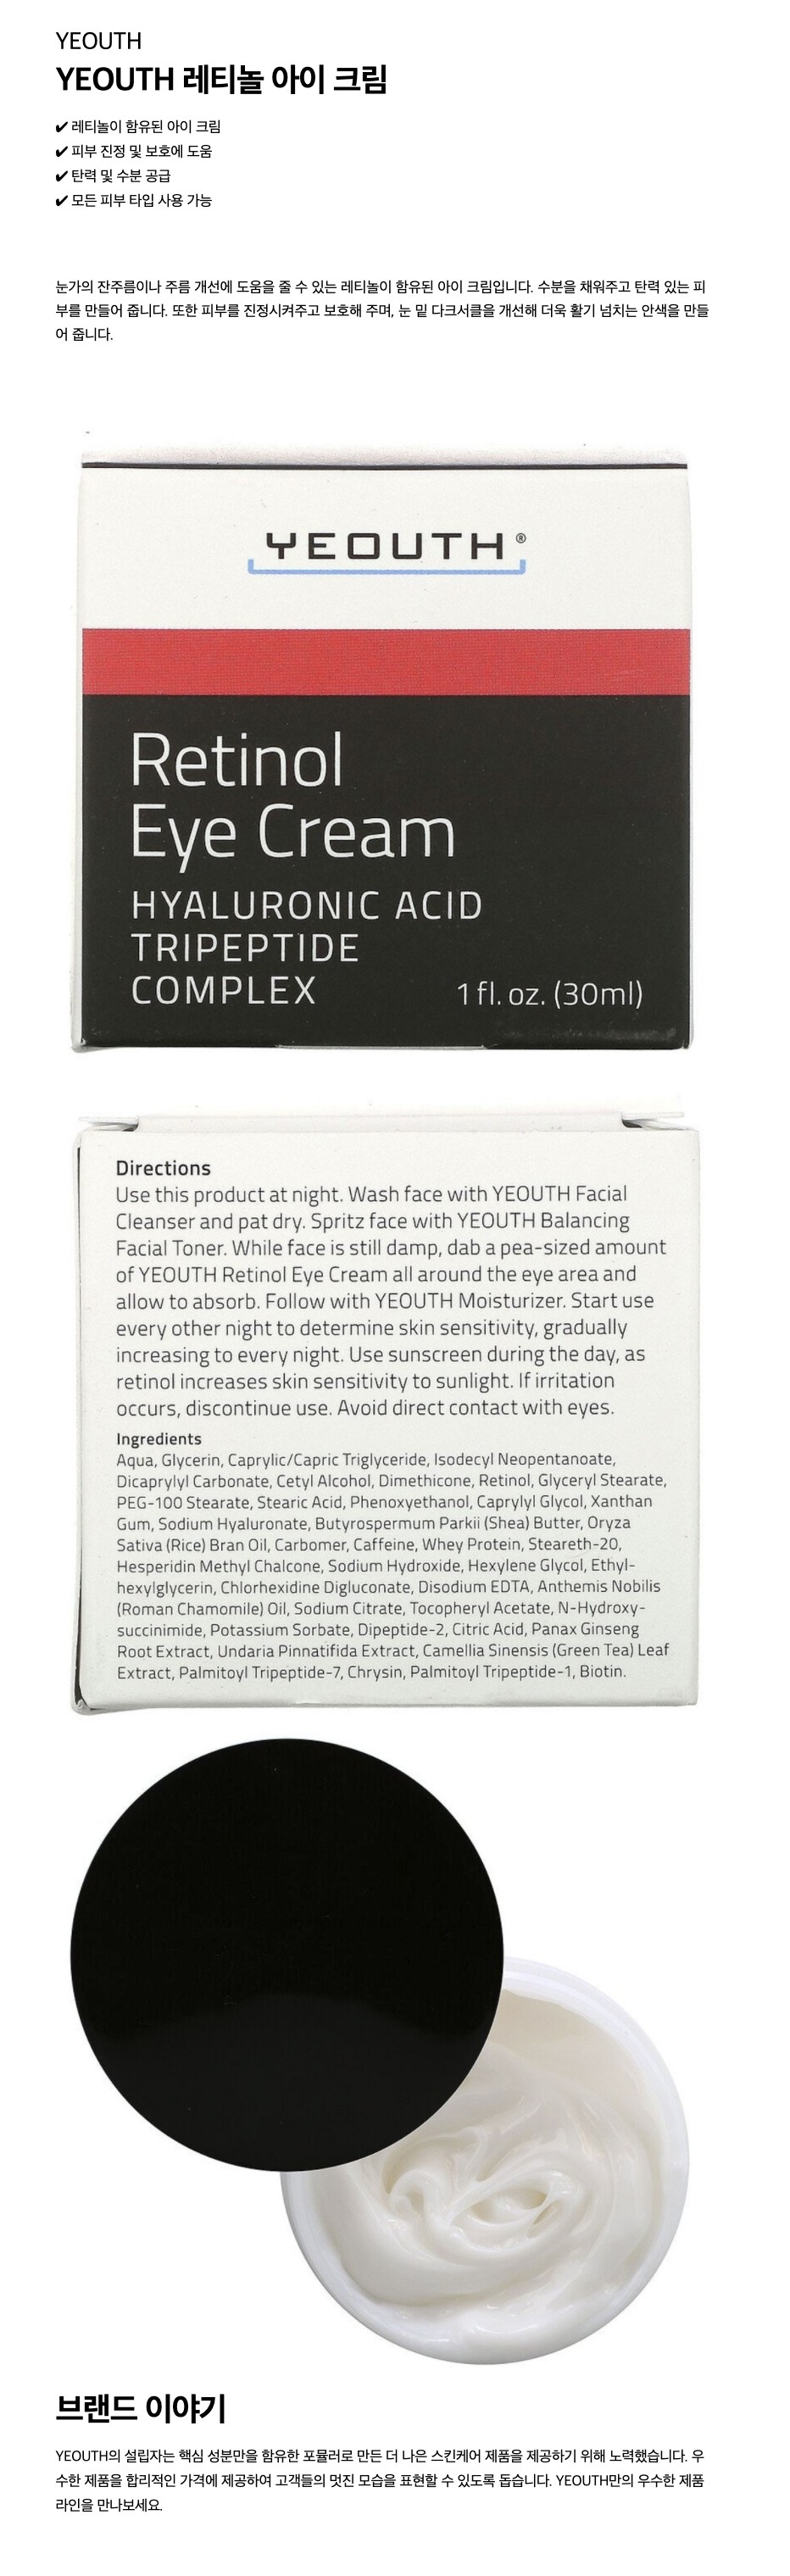 YEOUTH
YEOUTH 레티놀 아이 크림
✔ 레티놀이 함유된 아이 크림
✔ 피부 진정 및 보호에 도움
✔ 탄력 및 수분 공급
✔ 모든 피부 타입 사용 가능
눈가의 잔주름이나 주름 개선에 도움을 줄 수 있는 레티놀이 함유된 아이 크림입니다. 수분을 채워주고 탄력 있는 피
부를 만들어 줍니다. 또한 피부를 진정시켜주고 보호해 주며, 눈 밑 다크서클을 개선해 더욱 활기 넘치는 안색을 만들
어 줍니다.
YEOUTH®
Retinol
Eye Cream
HYALURONIC ACID
TRIPEPTIDE
COMPLEX
1 fl. oz. (30ml)
Directions
Use this product at night. Wash face with YEOUTH Facial
Cleanser and pat dry. Spritz face with YEOUTH Balancing
Facial Toner. While face is still damp, dab a pea-sized amount
of YEOUTH Retinol Eye Cream all around the eye area and
allow to absorb. Follow with YEOUTH Moisturizer. Start use
every other night to determine skin sensitivity, gradually
increasing to every night. Use sunscreen during the day, as
retinol increases skin sensitivity to sunlight. If irritation
occurs, discontinue use. Avoid direct contact with eyes.
Ingredients
Aqua, Glycerin, Caprylic/Capric Triglyceride, Isodecyl Neopentanoate,
Dicaprylyl Carbonate, Cetyl Alcohol, Dimethicone, Retinol, Glyceryl Stearate,
PEG-100 Stearate, Stearic Acid, Phenoxyethanol, Caprylyl Glycol, Xanthan
Gum, Sodium Hyaluronate, Butyrospermum Parkii (Shea) Butter, Oryza
Sativa (Rice) Bran Oil, Carbomer, Caffeine, Whey Protein, Steareth-20,
Hesperidin Methyl Chalcone, Sodium Hydroxide, Hexylene Glycol, Ethyl-
hexylglycerin, Chlorhexidine Digluconate, Disodium EDTA, Anthemis Nobilis
(Roman Chamomile) Oil, Sodium Citrate, Tocopheryl Acetate, N-Hydroxy-
succinimide, Potassium Sorbate, Dipeptide-2, Citric Acid, Panax Ginseng
Root Extract, Undaria Pinnatifida Extract, Camellia Sinensis (Green Tea) Leaf
Extract, Palmitoyl Tripeptide-7, Chrysin, Palmitoyl Tripeptide-1, Biotin.
브랜드 이야기
YEOUTH의 설립자는 핵심 성분만을 함유한 포뮬러로 만든 더 나은 스킨케어 제품을 제공하기 위해 노력했습니다. 우
수한 제품을 합리적인 가격에 제공하여 고객들의 멋진 모습을 표현할 수 있도록 돕습니다. YEOUTH만의 우수한 제품
라인을 만나보세요.